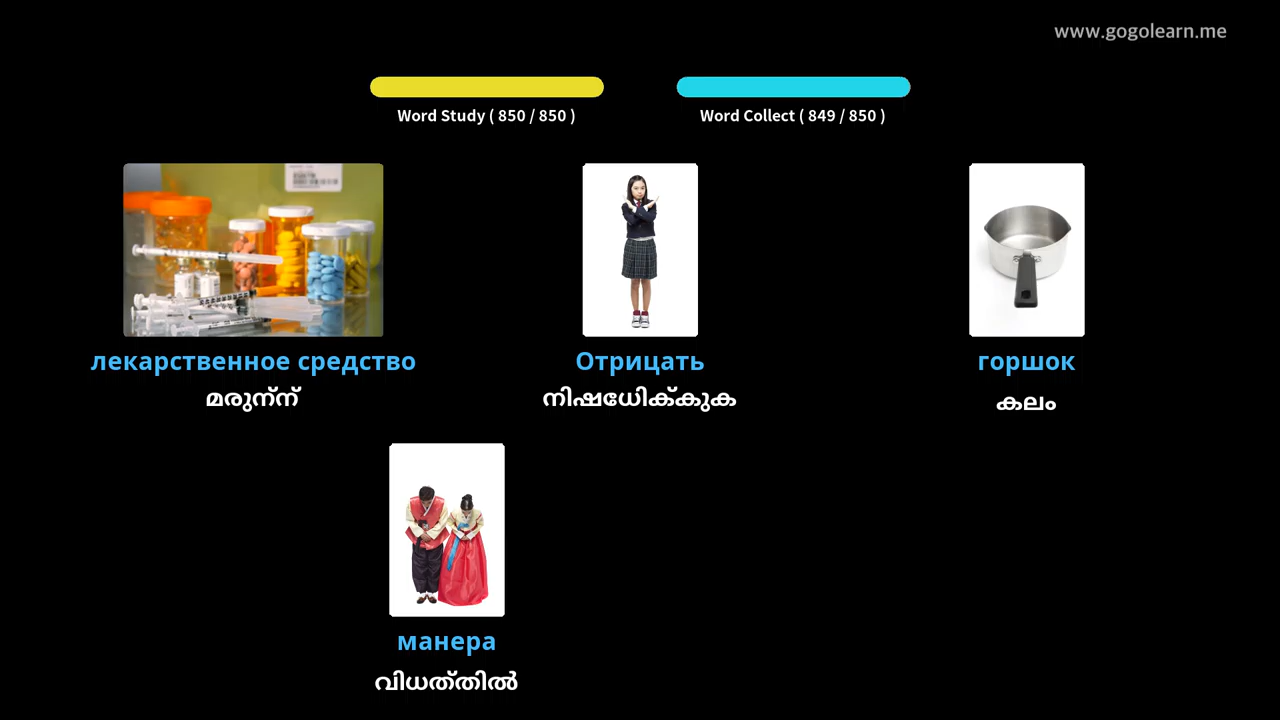 www.gogolearn.me
Word Study ( 850 / 850 )
Word Collect ( 849 / 850 )
лекарственное средство
മരുന്ന്
Отрицать
നിഷേധിക്കുക
горшок
കലം
манера
വിധത്തിൽ